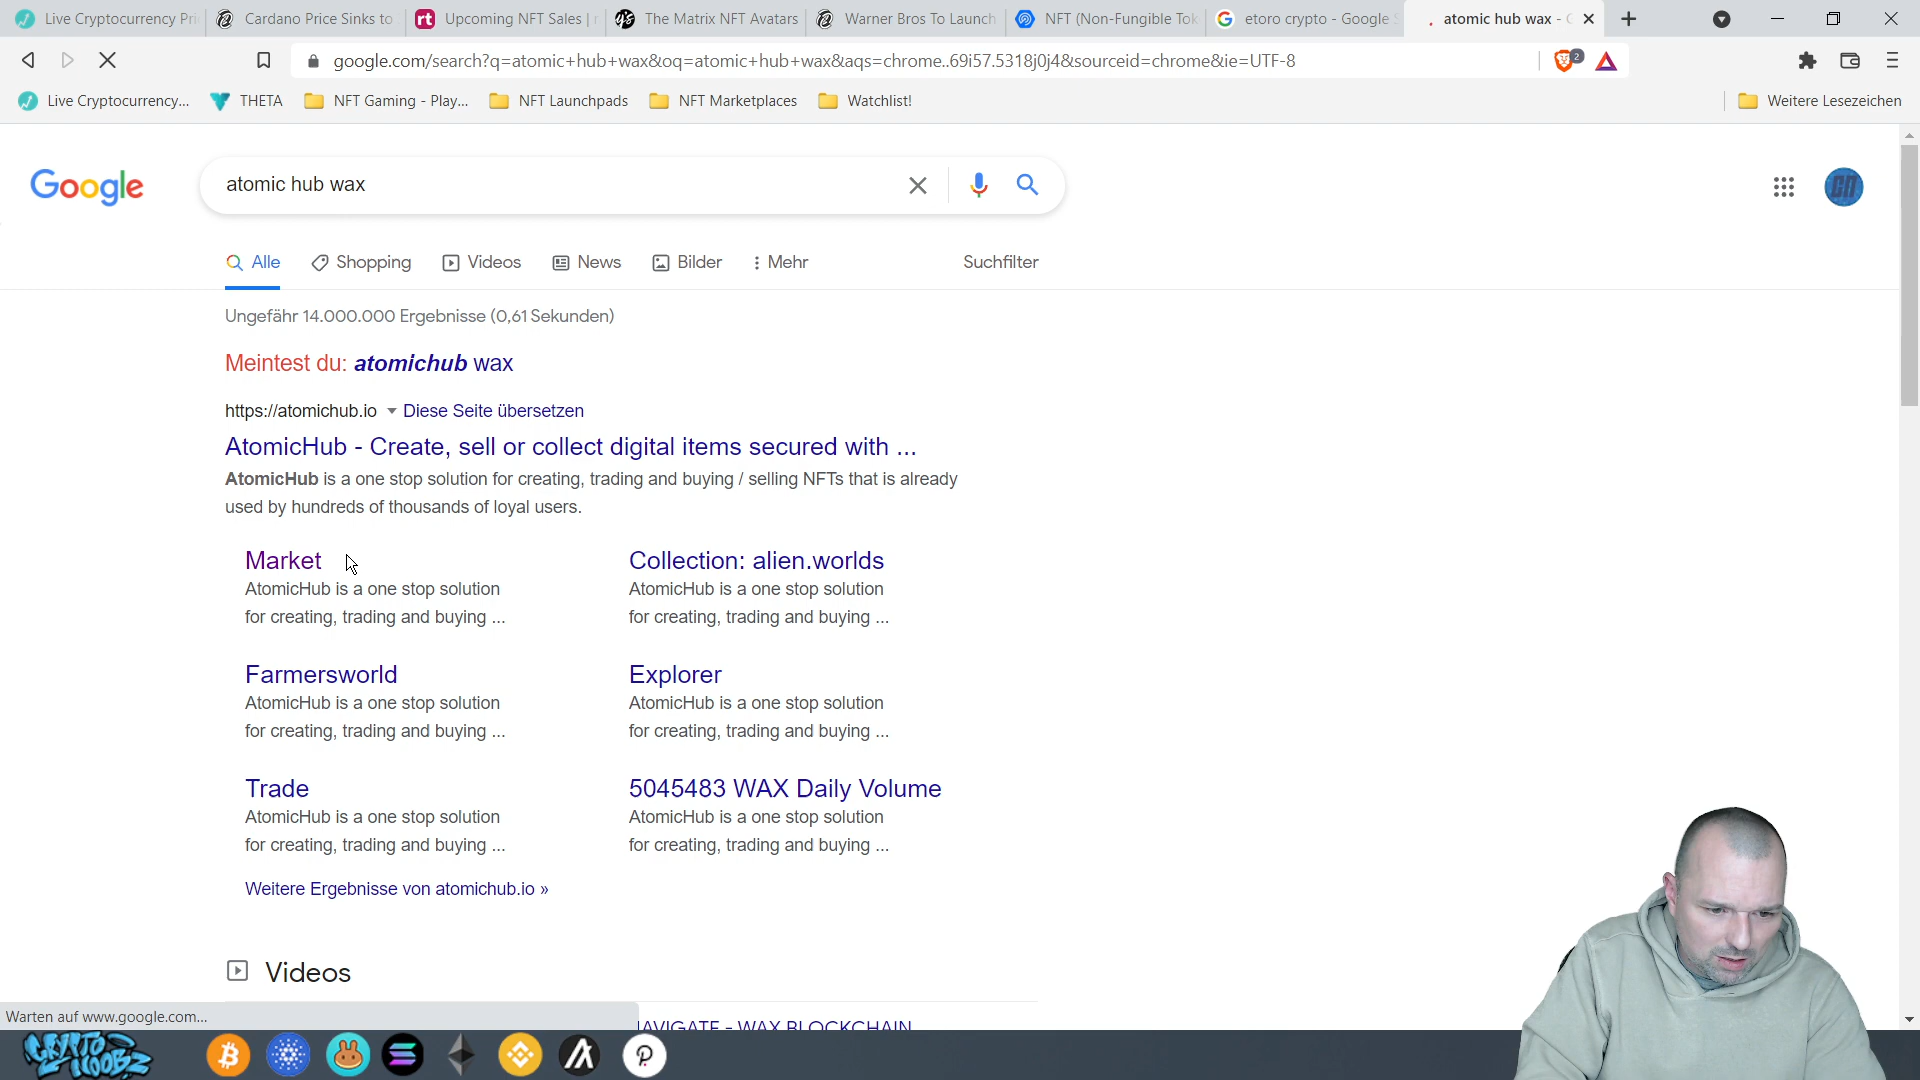 Live Cryptocurrency Pri
Cardano Price Sinks to
Upcoming NFT Sales |
The Matrix NFT Avatars
Warner Bros To Launch
NFT (Non-Fungible Tok
etoro crypto - Google S
atomic hub wax -
google.com/search?q=atomic+hub+wax&oq=atomic+hub+wax&aqs=chrome..69i57.5318j0j4&sourceid=chrome&ie=UTF-8
2
Live Cryptocurrency...
THETA
NFT Gaming - Play...
NFT Launchpads
NFT Marketplaces
Watchlist!
Weitere Lesezeichen
Google
atomic hub wax
Alle
Shopping
Videos
News
Bilder
Mehr
Suchfilter
Ungefähr 14.000.000 Ergebnisse (0,61 Sekunden)
Meintest du: atomichub wax
https://atomichub.io
Diese Seite übersetzen
AtomicHub - Create, sell or collect digital items secured with ...
AtomicHub is a one stop solution for creating, trading and buying / selling NFTs that is already
used by hundreds of thousands of loyal users.
Market
AtomicHub is a one stop solution
for creating, trading and buying ...
Collection: alien.worlds
AtomicHub is a one stop solution
for creating, trading and buying ...
Farmersworld
AtomicHub is a one stop solution
for creating, trading and buying ...
Explorer
AtomicHub is a one stop solution
for creating, trading and buying ...
Trade
AtomicHub is a one stop solution
for creating, trading and buying ...
5045483 WAX Daily Volume
AtomicHub is a one stop solution
for creating, trading and buying ...
Weitere Ergebnisse von atomichub.io »
Videos
Warten auf www.google.com...
NAVIGATE - WAX BLOCKCHAIN
CRYPTO
NOOBZ